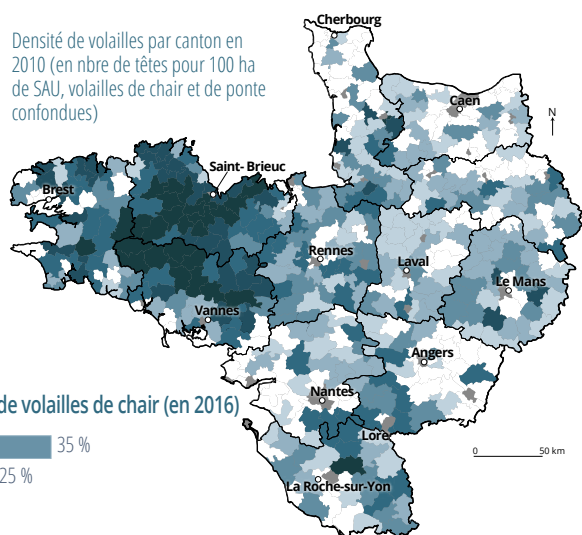 Cherbourg
Densité de volailles par canton en
2010 (en nbre de têtes pour 100 ha
de SAU, volailles de chair et de ponte
confondues)
Caen
N
Saint- Brieuc
Brest
Rennes
Laval
Le Mans
Vannes
Angers
Nantes
de volailles de chair (en 2016)
35 %
25 %
Lore
0 50 km
La Roche-sur-Yon